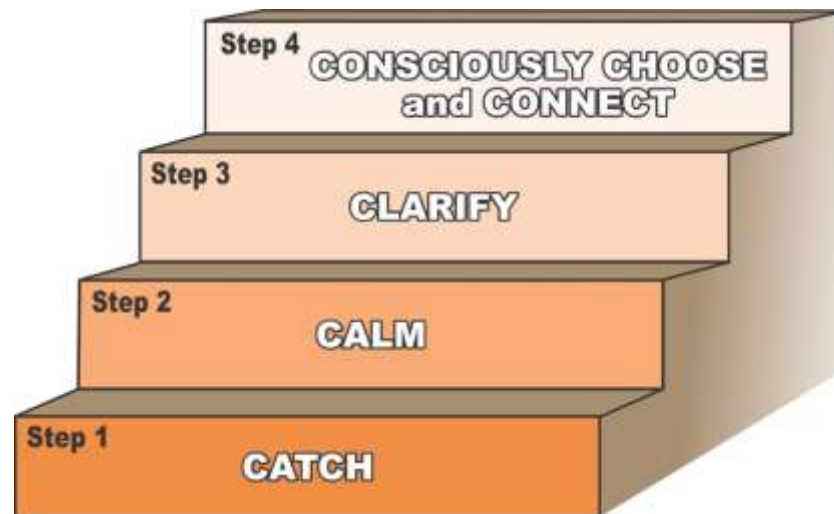 Step 4
CONSCIOUSLY CHOOSE
and CONNECT
Step 3
CLARIFY
Step 2
CALM
Step 1
CATCH